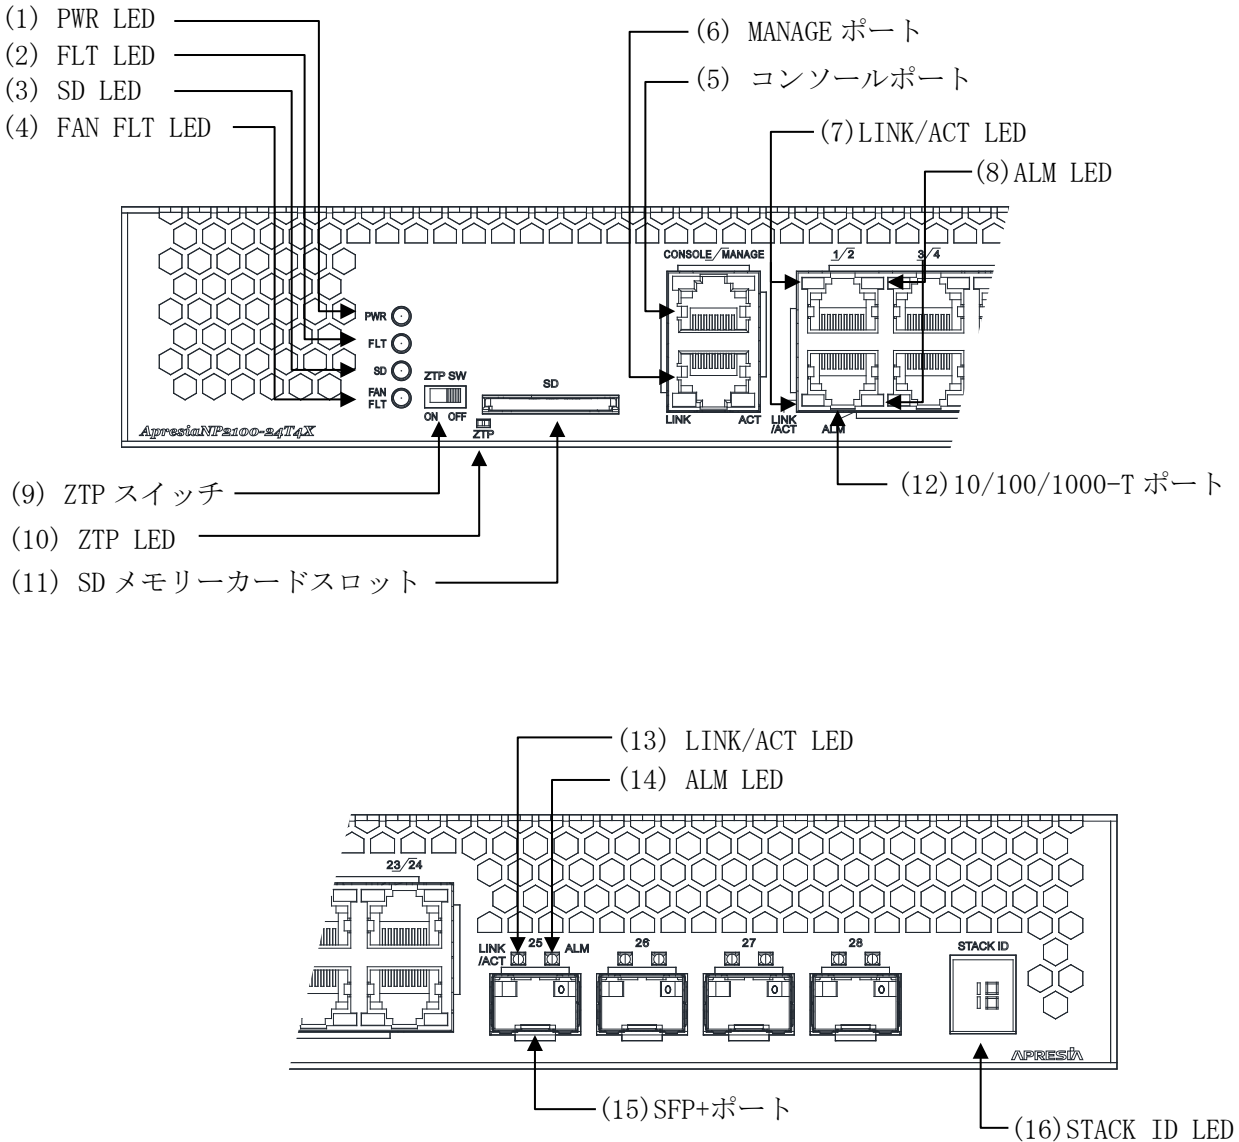 (1) PWR LED
(2) FLT LED
(3) SD LED
(4) FAN FLT LED
(6) MANAGE ポート
(5) コンソールポート
(7)LINK/ACT LED
(8)ALM LED
CONSOLE/MANAGE
1/2
3/4
PWR
FLT
SD
FAN
FLT
ZTP SW
ON OFF
ZTP
SD
LINK
ACT
LINK
/ACT
ALM
ApresiaNP2100-24T4X
(9) ZTP スイッチ
(10) ZTP LED
(11) SD メモリーカードスロット
(12)10/100/1000-T ポート
(13) LINK/ACT LED
(14) ALM LED
23/24
LINK
/ACT
25
ALM
26
27
28
STACK ID
APRESIA
(15)SFP+ポート
(16)STACK ID LED